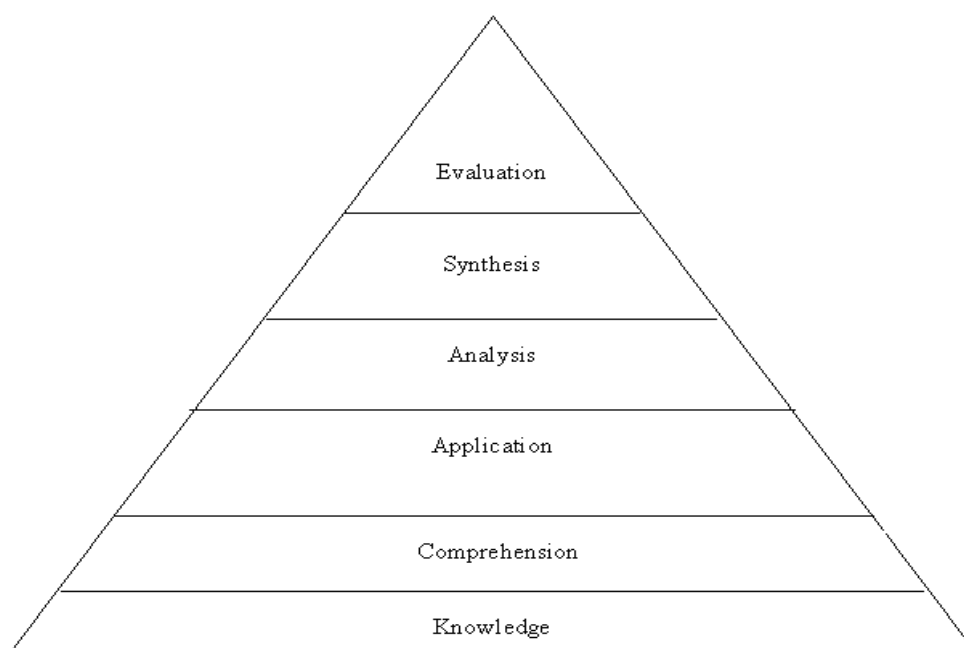 Evaluation
Synthesis
Analysis
Application
Comprehension
Knowledge